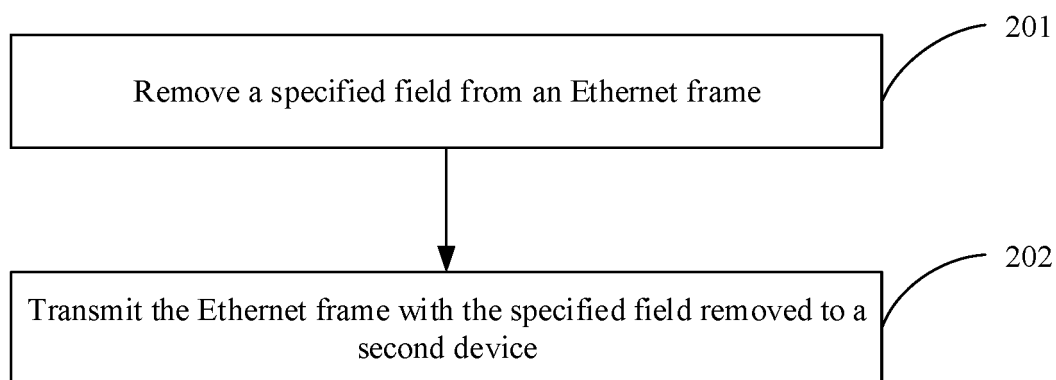 201
Remove a specified field from an Ethernet frame
202
Transmit the Ethernet frame with the specified field removed to a
second device